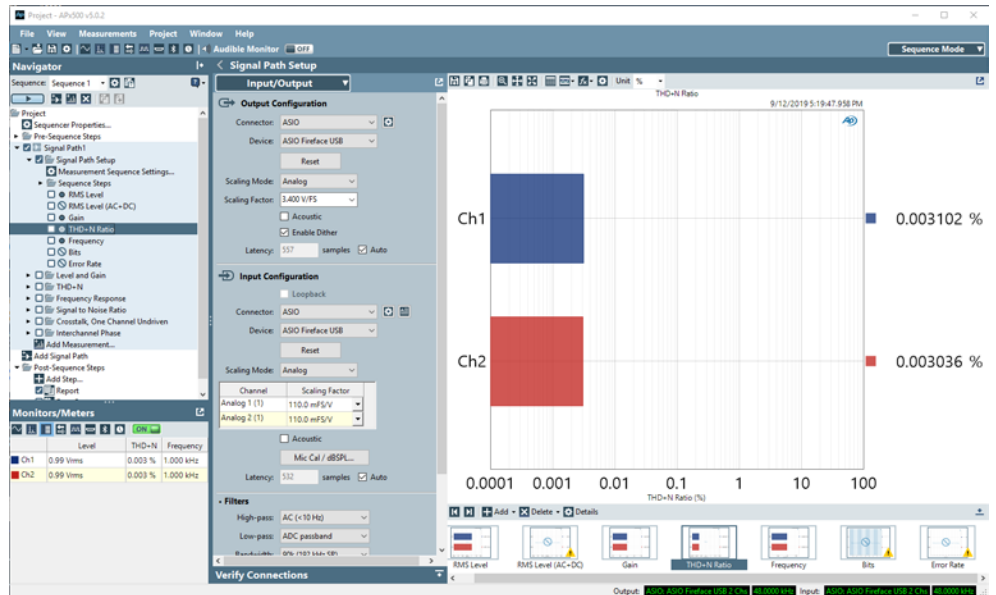 Project - APx500 v5.0.2
File View Measurements Project Window Help
Audible Monitor OFF
Sequence Mode
Navigator
Signal Path Setup
Sequence: Sequence 1
Input/Output
Unit %
Project
Sequencer Properties...
Pre-Sequence Steps
Signal Path1
Signal Path Setup
Measurement Sequence Settings...
Sequence Steps
RMS Level
RMS Level (AC+DC)
Gain
THD+N Ratio
Frequency
Bits
Error Rate
Level and Gain
THD+N
Frequency Response
Signal to Noise Ratio
Crosstalk, One Channel Undriven
Interchannel Phase
Add Measurement...
Add Signal Path
Post-Sequence Steps
Add Step...
Report
Monitors/Meters
ON
Level THD+N Frequency
Ch1 0.99 Vrms 0.003 % 1.000 kHz
Ch2 0.99 Vrms 0.003 % 1.000 kHz
Output Configuration
Connector: ASIO
Device: ASIO Fireface USB
Reset
Scaling Mode: Analog
Scaling Factor: 3.400 V/FS
Acoustic
Enable Dither
Latency: 557 samples Auto
Input Configuration
Loopback
Connector: ASIO
Device: ASIO Fireface USB
Reset
Scaling Mode: Analog
Channel Scaling Factor
Analog 1 (1) 110.0 mFS/V
Analog 2 (1) 110.0 mFS/V
Acoustic
Mic Cal / dBSPL...
Latency: 532 samples Auto
Filters
High-pass: AC (<10 Hz)
Low-pass: ADC passband
Verify Connections
THD+N Ratio
9/12/2019 5:19:47.958 PM
AP
Ch1
0.003102 %
Ch2
0.003036 %
0.0001 0.001 0.01 0.1 1 10 100
THD+N Ratio (%)
Add Delete Details
RMS Level RMS Level (AC+DC) Gain THD+N Ratio Frequency Bits Error Rate
Output: ASIO: ASIO Fireface USB 2 Chs 48.0000 kHz Input: ASIO: ASIO Fireface USB 2 Chs 48.0000 kHz